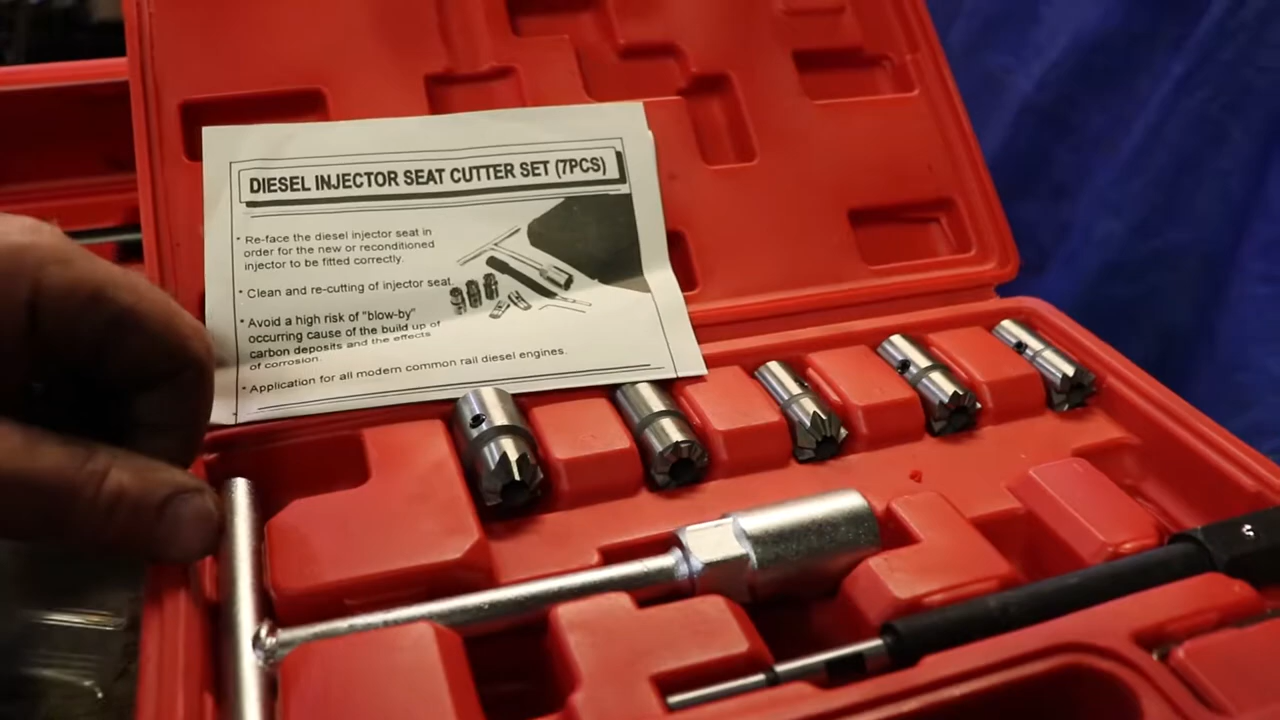 DIESEL INJECTOR SEAT CUTTER SET (7PCS)
* Re-face the diesel injector seat in
order for the new or reconditioned
injector to be fitted correctly.
* Clean and re-cutting of injector seat.
* Avoid a high risk of "blow-by"
occurring cause of the build up of
carbon deposits and the effects
of corrosion.
* Application for all modern common rail diesel engines.